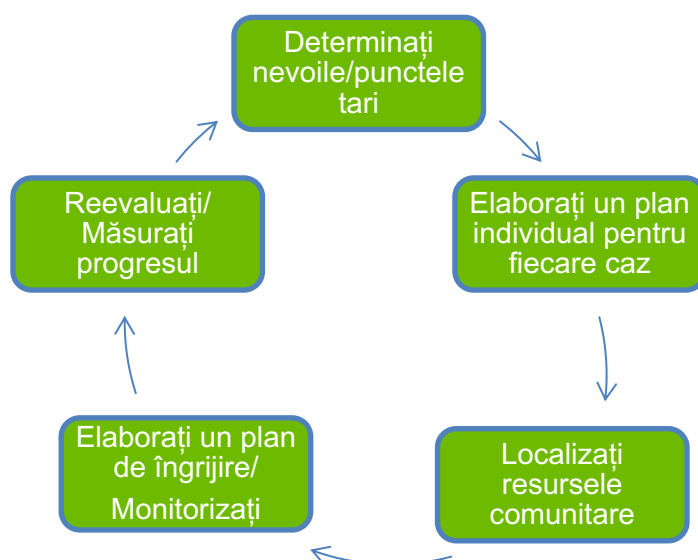 Determinați
nevoile/punctele
tari
Elaborați un plan
individual pentru
fiecare caz
Localizați
resursele
comunitare
Elaborați un plan
de îngrijire/
Monitorizați
Reevaluați/
Măsurați
progresul